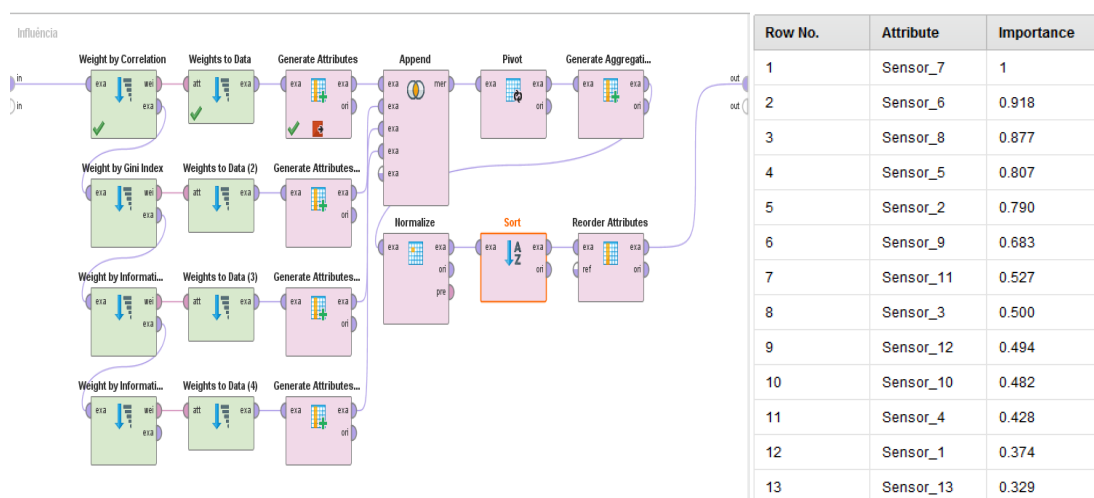 Influência
Weight by Correlation
Weights to Data
Generate Attributes
Append
Pivot
Generate Aggregati...
in
in
exa
wei
exa
att
exa
exa
exa
ori
exa
mer
exa
exa
exa
exa
exa
exa
ori
exa
exa
ori
out
out
Weight by Gini Index
Weights to Data (2)
Generate Attributes...
exa
wei
exa
att
exa
exa
exa
ori
Normalize
Sort
Reorder Attributes
exa
exa
ori
pre
exa
exa
ori
exa
ref
exa
ori
Weight by Informati...
Weights to Data (3)
Generate Attributes...
exa
wei
exa
att
exa
exa
exa
ori
Weight by Informati...
Weights to Data (4)
Generate Attributes...
exa
wei
exa
att
exa
exa
exa
ori
Row No. Attribute Importance
1 Sensor_7 1
2 Sensor_6 0.918
3 Sensor_8 0.877
4 Sensor_5 0.807
5 Sensor_2 0.790
6 Sensor_9 0.683
7 Sensor_11 0.527
8 Sensor_3 0.500
9 Sensor_12 0.494
10 Sensor_10 0.482
11 Sensor_4 0.428
12 Sensor_1 0.374
13 Sensor_13 0.329